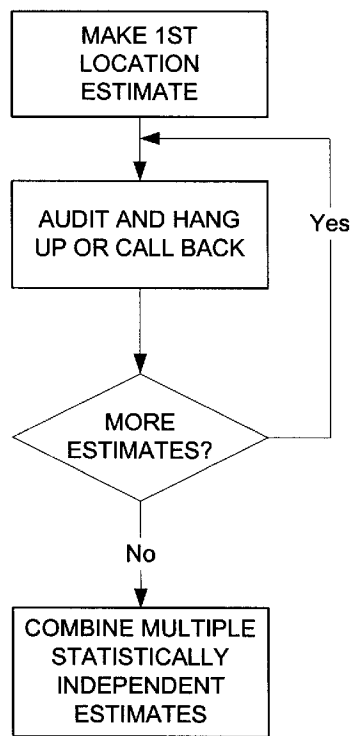 MAKE 1ST
LOCATION
ESTIMATE
AUDIT AND HANG
UP OR CALL BACK
Yes
MORE
ESTIMATES?
No
COMBINE MULTIPLE
STATISTICALLY
INDEPENDENT
ESTIMATES